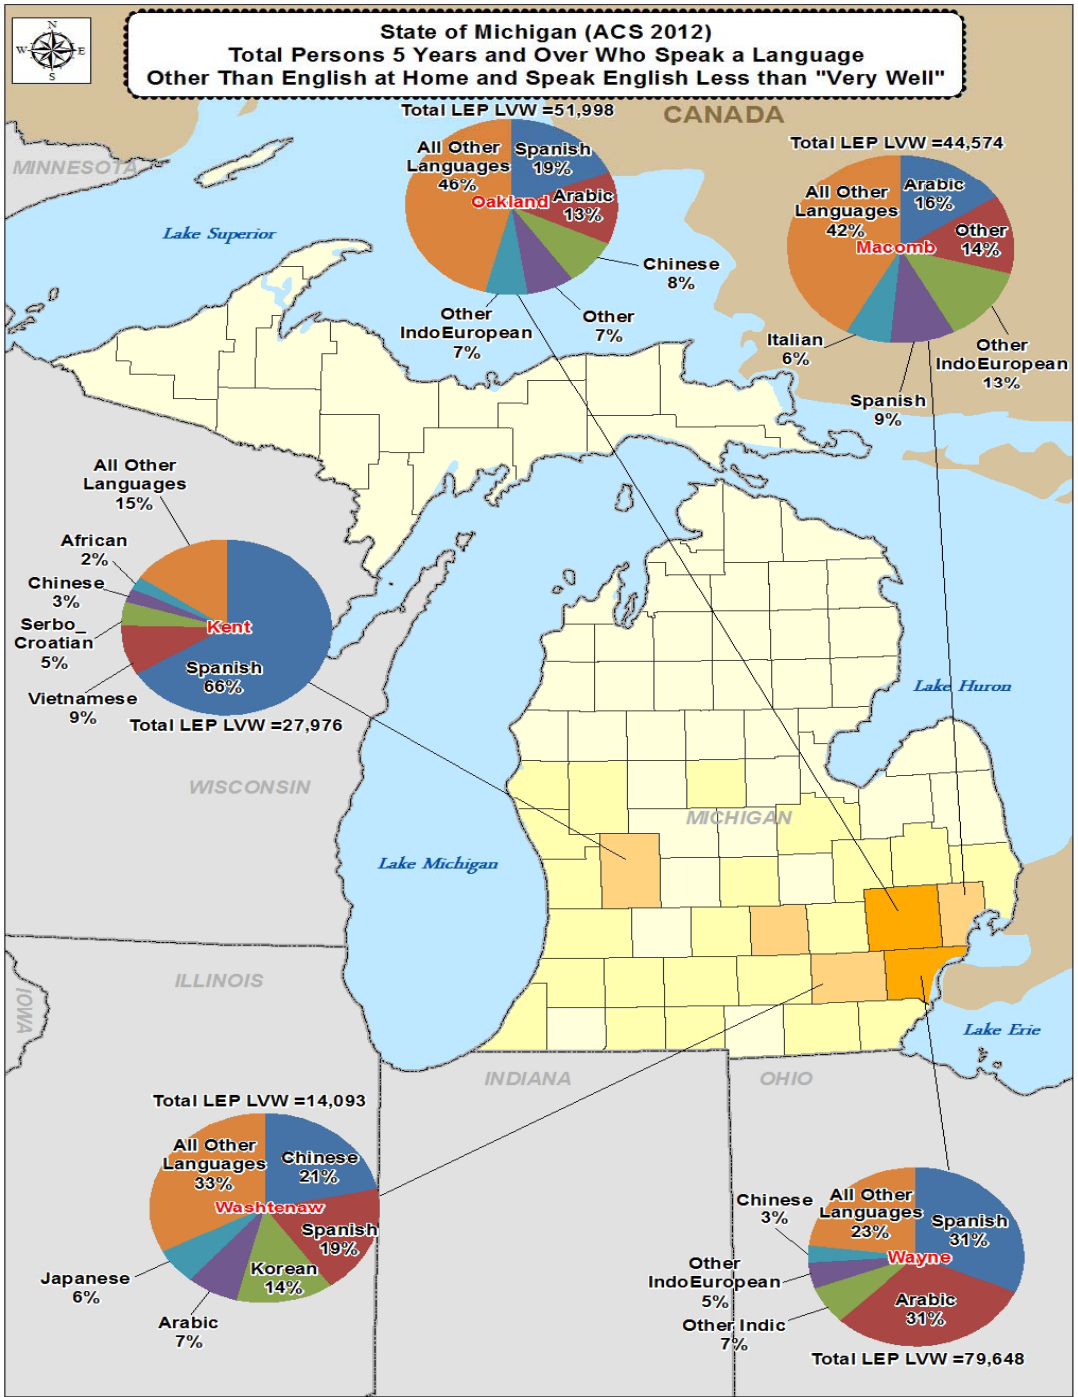 N
W
E
S
State of Michigan (ACS 2012)
Total Persons 5 Years and Over Who Speak a Language
Other Than English at Home and Speak English Less than "Very Well"
CANADA
MINNESOTA
Lake Superior
Total LEP LVW =51,998
All Other
Languages
46%
Spanish
19%
Oakland
Arabic
13%
Chinese
8%
Other
7%
Other
IndoEuropean
7%
Total LEP LVW =44,574
All Other
Languages
42%
Arabic
16%
Macomb
Other
14%
Other
IndoEuropean
13%
Spanish
9%
Italian
6%
All Other
Languages
15%
African
2%
Chinese
3%
Serbo_
Croatian
5%
Vietnamese
9%
Kent
Spanish
66%
Total LEP LVW =27,976
Lake Huron
WISCONSIN
MICHIGAN
Lake Michigan
ILLINOIS
IOWA
Lake Erie
INDIANA
OHIO
Total LEP LVW =14,093
All Other
Languages
33%
Chinese
21%
Washtenaw
Spanish
19%
Korean
14%
Japanese
6%
Arabic
7%
Chinese
3%
All Other
Languages
23%
Spanish
31%
Wayne
Other
IndoEuropean
5%
Arabic
31%
Other Indic
7%
Total LEP LVW =79,648